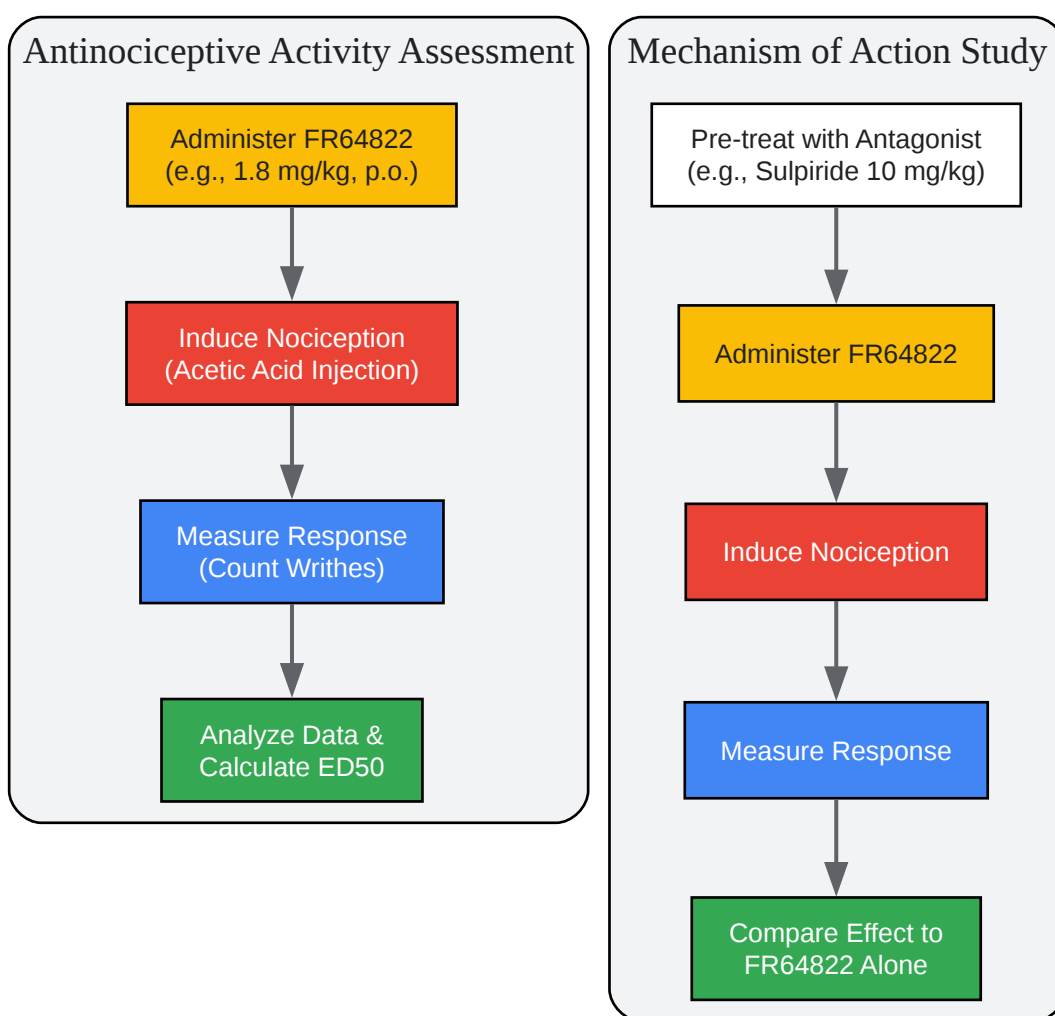 Antinociceptive Activity Assessment
Administer FR64822
(e.g., 1.8 mg/kg, p.o.)
Induce Nociception
(Acetic Acid Injection)
Measure Response
(Count Writhes)
Analyze Data &
Calculate ED50
Mechanism of Action Study
Pre-treat with Antagonist
(e.g., Sulpiride 10 mg/kg)
Administer FR64822
Induce Nociception
Measure Response
Compare Effect to
FR64822 Alone